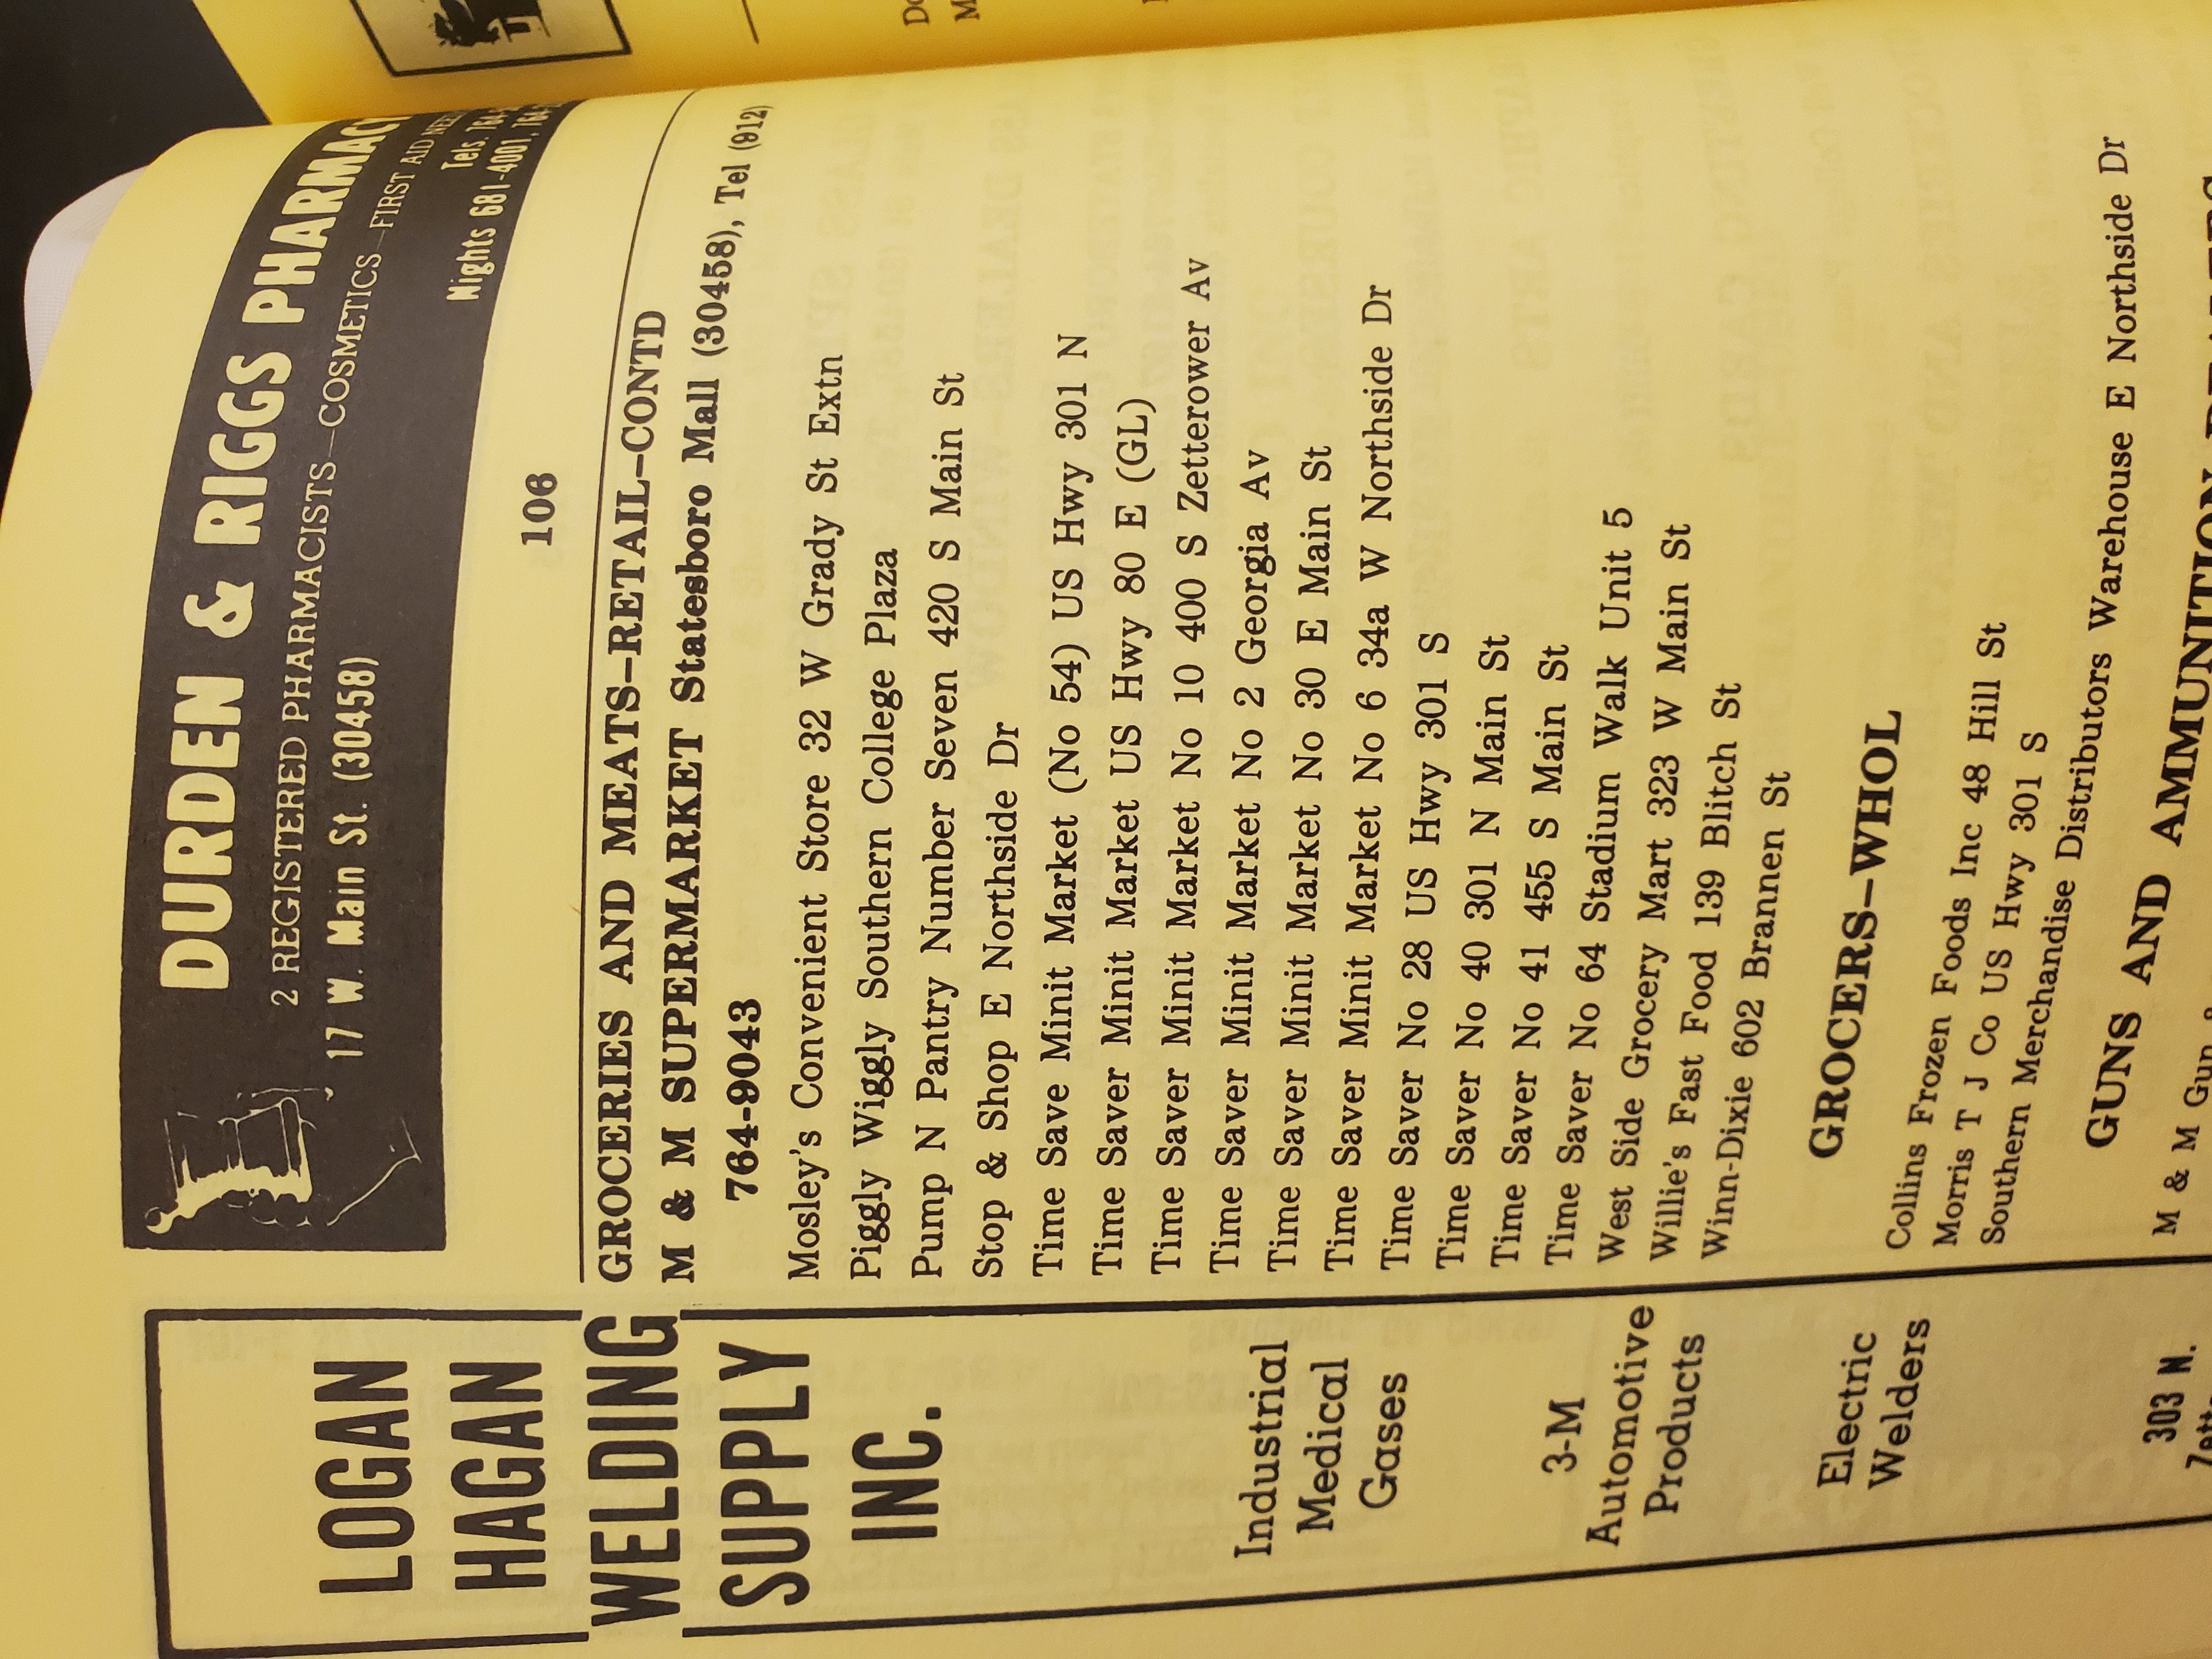 DURDEN & RIGGS PHARMACY
2 REGISTERED PHARMACISTS—COSMETICS—FIRST AID
17 W. Main St. (30458)
Tels.
Nights 681-4001,
106
LOGAN
HAGAN
WELDING
SUPPLY
INC.
Industrial
Medical
Gases
3-M
Automotive
Products
Electric
Welders
303 N.
GROCERIES AND MEATS—RETAIL—CONTD
M & M SUPERMARKET Statesboro Mall (30458), Tel (912)
764-9043
Mosley's Convenient Store 32 W Grady St Extn
Piggly Wiggly Southern College Plaza
Pump N Pantry Number Seven 420 S Main St
Stop & Shop E Northside Dr
Time Save Minit Market (No 54) US Hwy 301 N
Time Saver Minit Market US Hwy 80 E (GL)
Time Saver Minit Market No 10 400 S Zetterower Av
Time Saver Minit Market No 2 Georgia Av
Time Saver Minit Market No 30 E Main St
Time Saver Minit Market No 6 34a W Northside Dr
Time Saver No 28 US Hwy 301 S
Time Saver No 40 301 N Main St
Time Saver No 41 455 S Main St
Time Saver No 64 Stadium Walk Unit 5
West Side Grocery Mart 323 W Main St
Willie's Fast Food 139 Blitch St
Winn-Dixie 602 Brannen St
GROCERS—WHOL
Collins Frozen Foods Inc 48 Hill St
Morris T J Co US Hwy 301 S
Southern Merchandise Distributors Warehouse E Northside Dr
GUNS AND AMMUNITION DEALERS
M & M Gun &